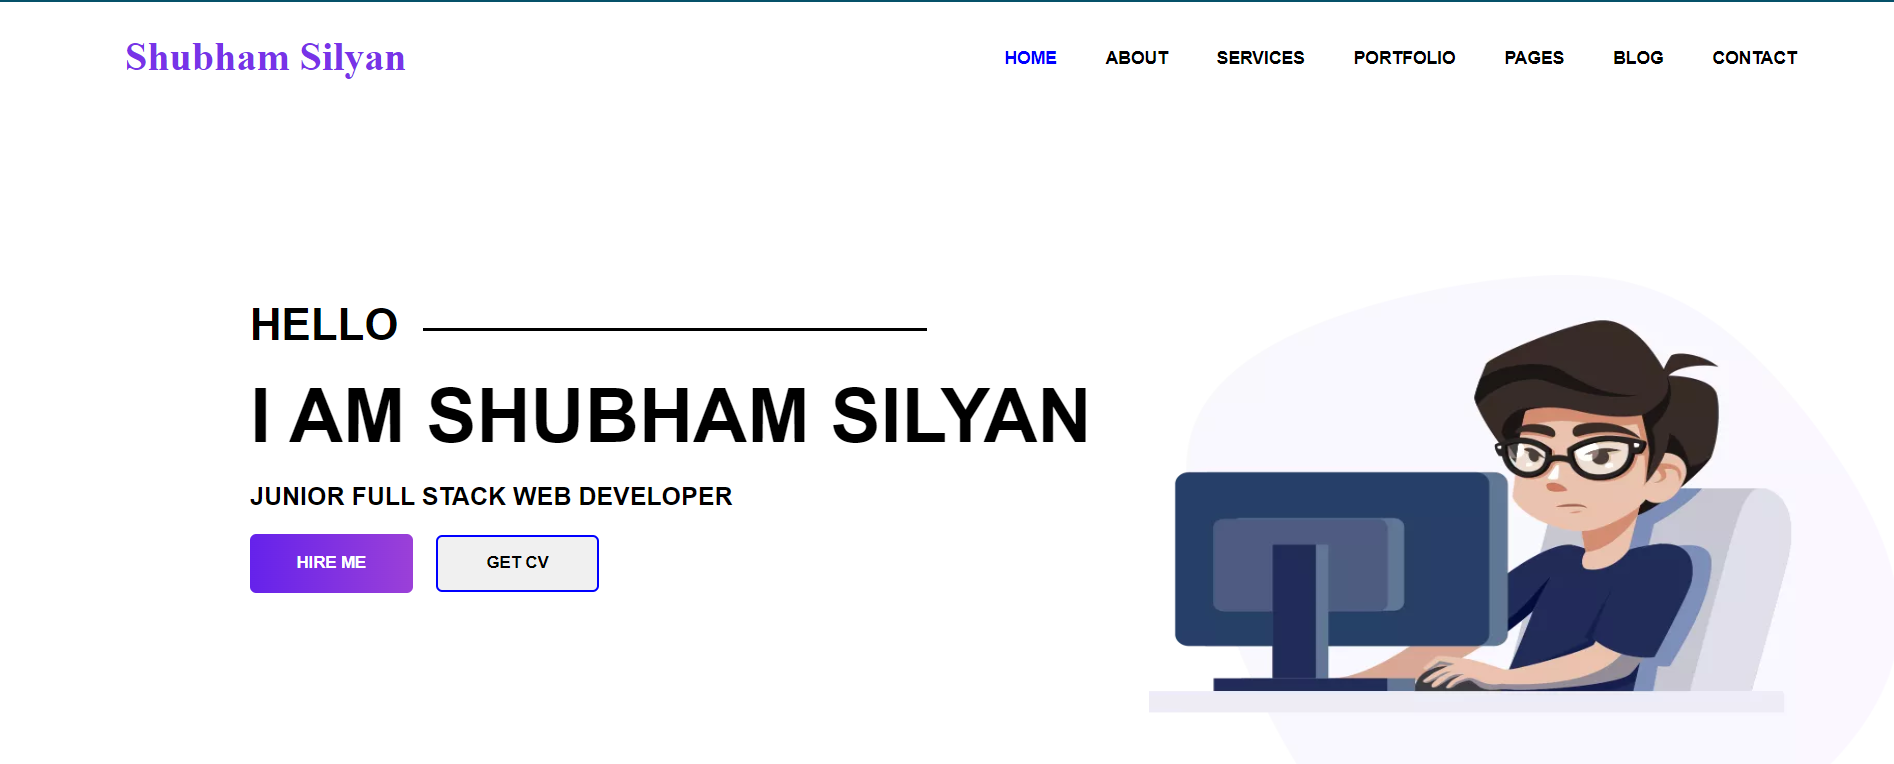 Shubham Silyan
HOME ABOUT SERVICES PORTFOLIO PAGES BLOG CONTACT
HELLO
I AM SHUBHAM SILYAN
JUNIOR FULL STACK WEB DEVELOPER
HIRE ME GET CV